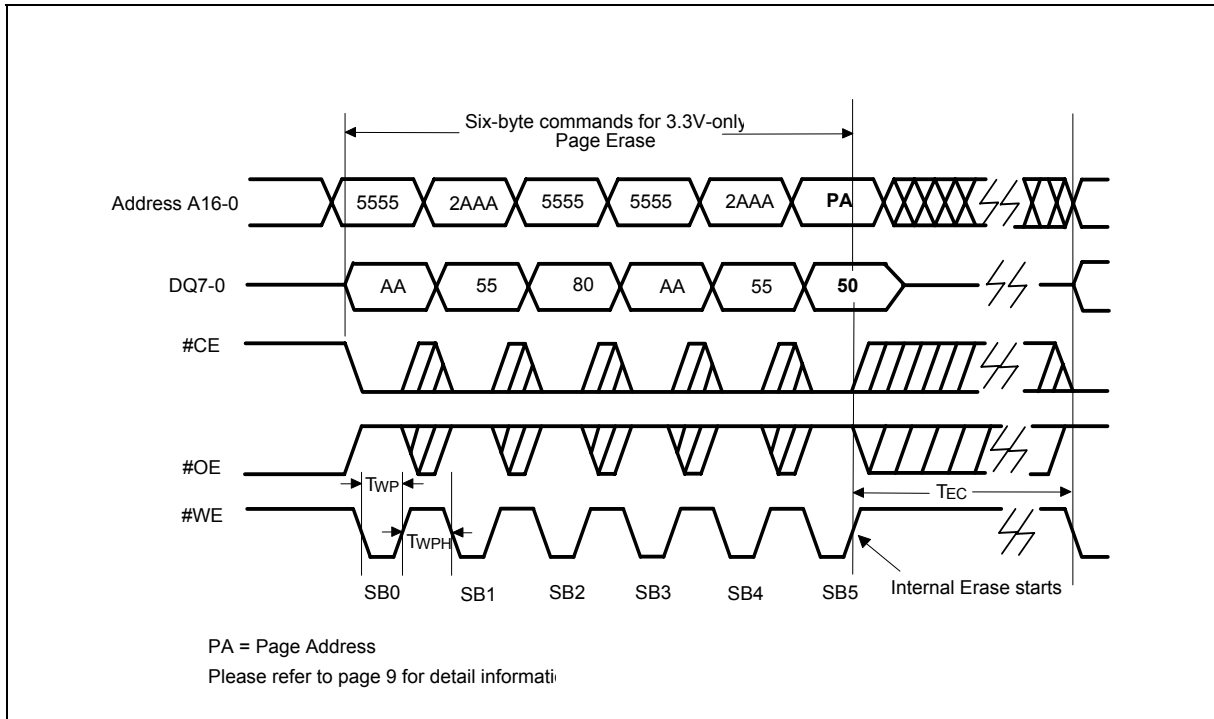 Six-byte commands for 3.3V-only
Page Erase
Address A16-0
5555 2AAA 5555 5555 2AAA PA
DQ7-0
AA 55 80 AA 55 50
#CE
#OE
TWP
TEC
#WE
TWPH
SB0 SB1 SB2 SB3 SB4 SB5
Internal Erase starts
PA = Page Address
Please refer to page 9 for detail informati